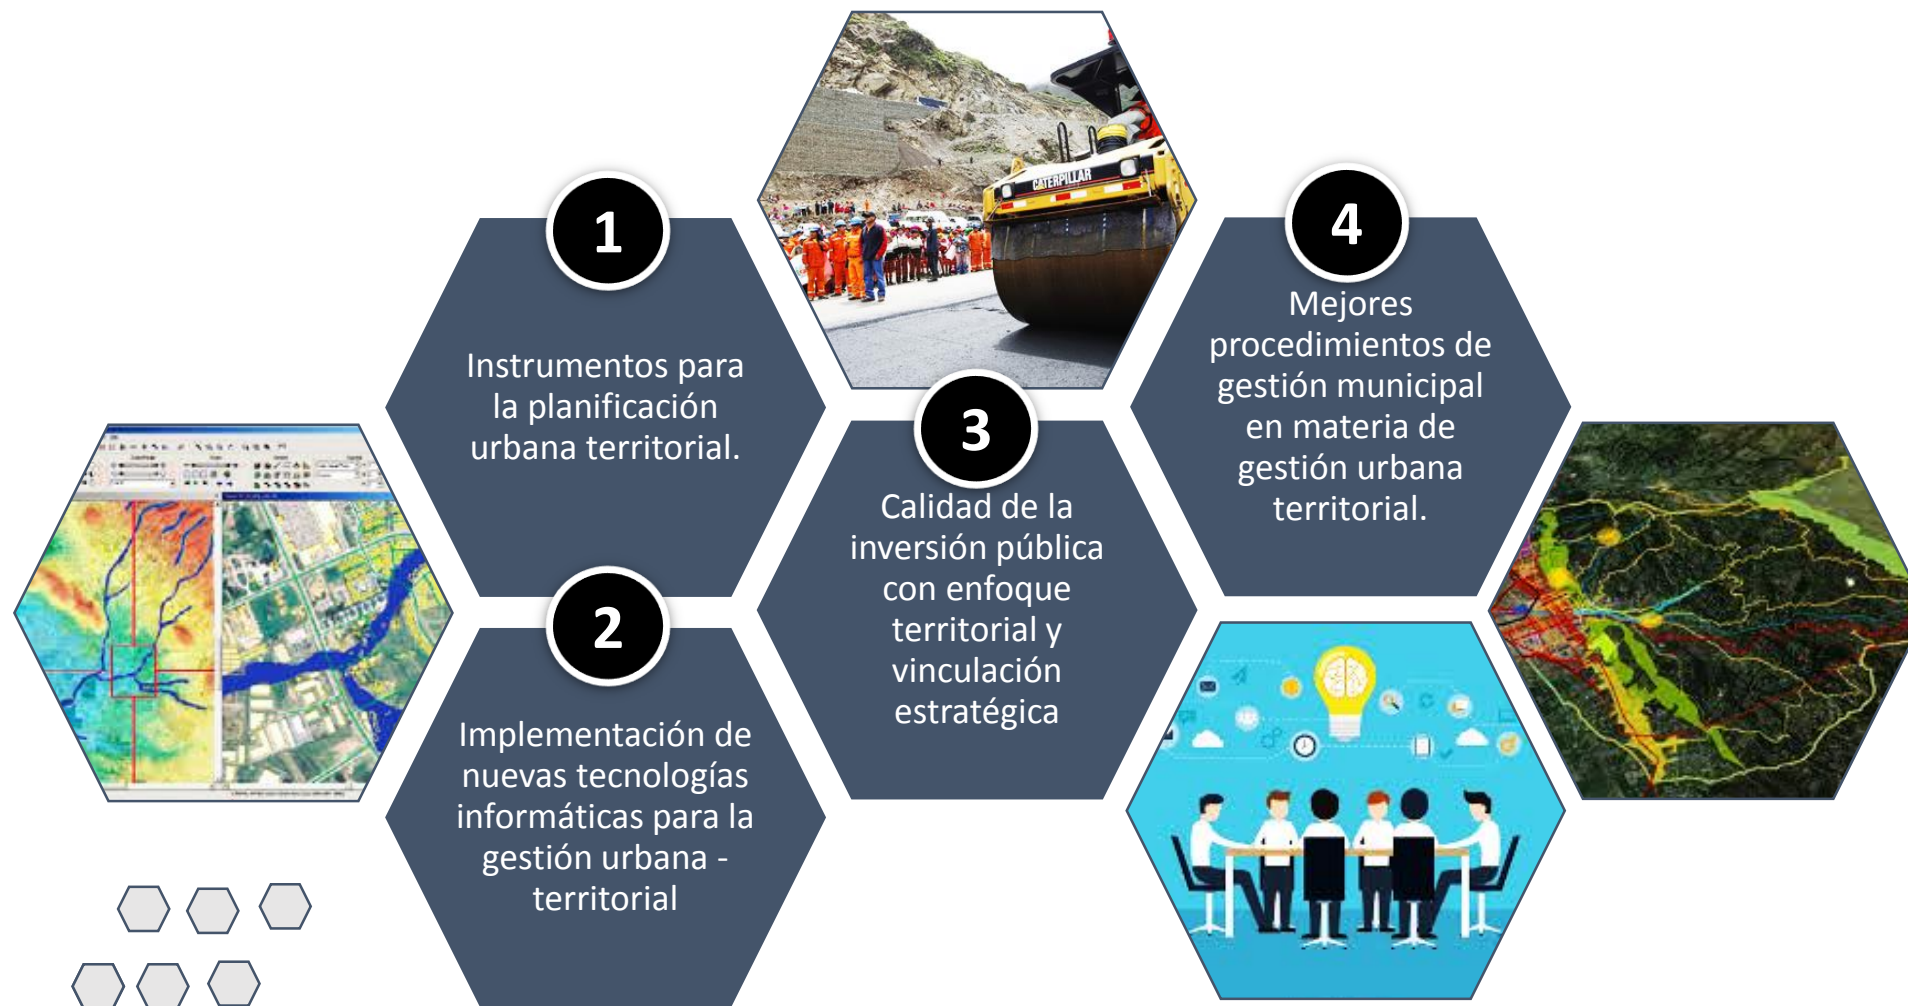 1
Instrumentos para
la planificación
urbana territorial.
2
Implementación de
nuevas tecnologías
informáticas para la
gestión urbana -
territorial
CATERPILLAR
3
Calidad de la
inversión pública
con enfoque
territorial y
vinculación
estratégica
4
Mejores
procedimientos de
gestión municipal
en materia de
gestión urbana
territorial.